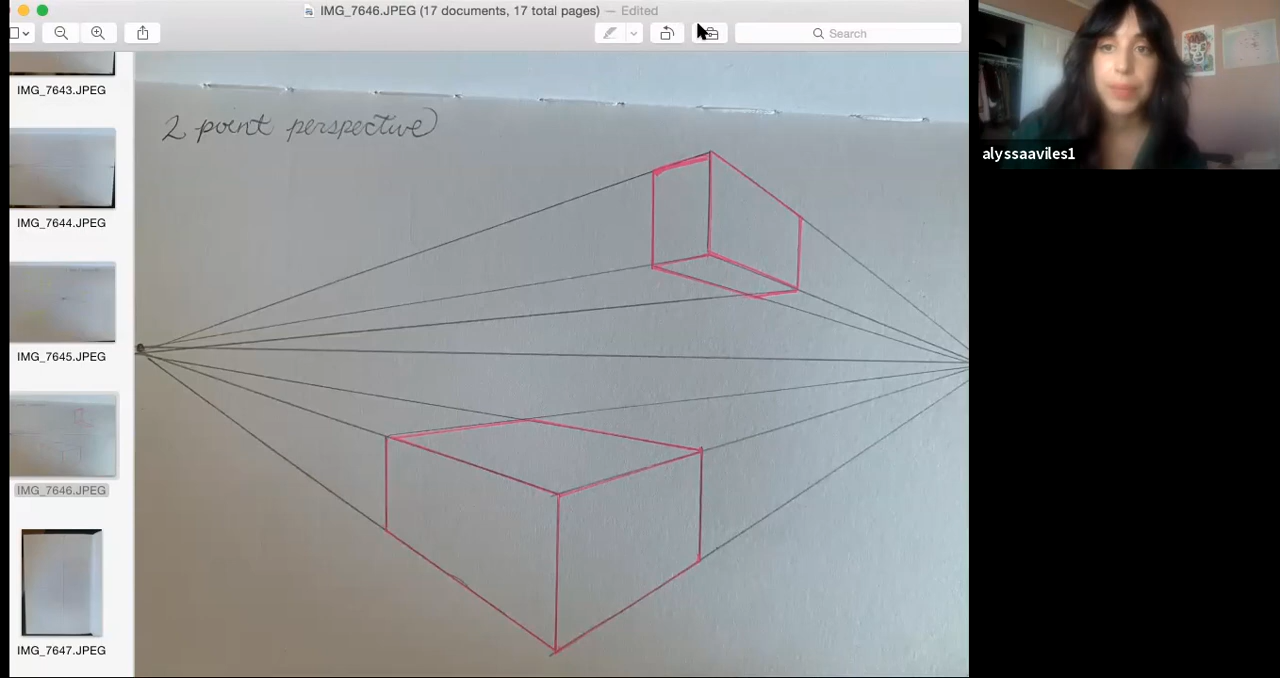 IMG_7646.JPEG (17 documents, 17 total pages) — Edited
Search
IMG_7643.JPEG
IMG_7644.JPEG
IMG_7645.JPEG
IMG_7646.JPEG
IMG_7647.JPEG
2 point perspective
alyssaaviles1